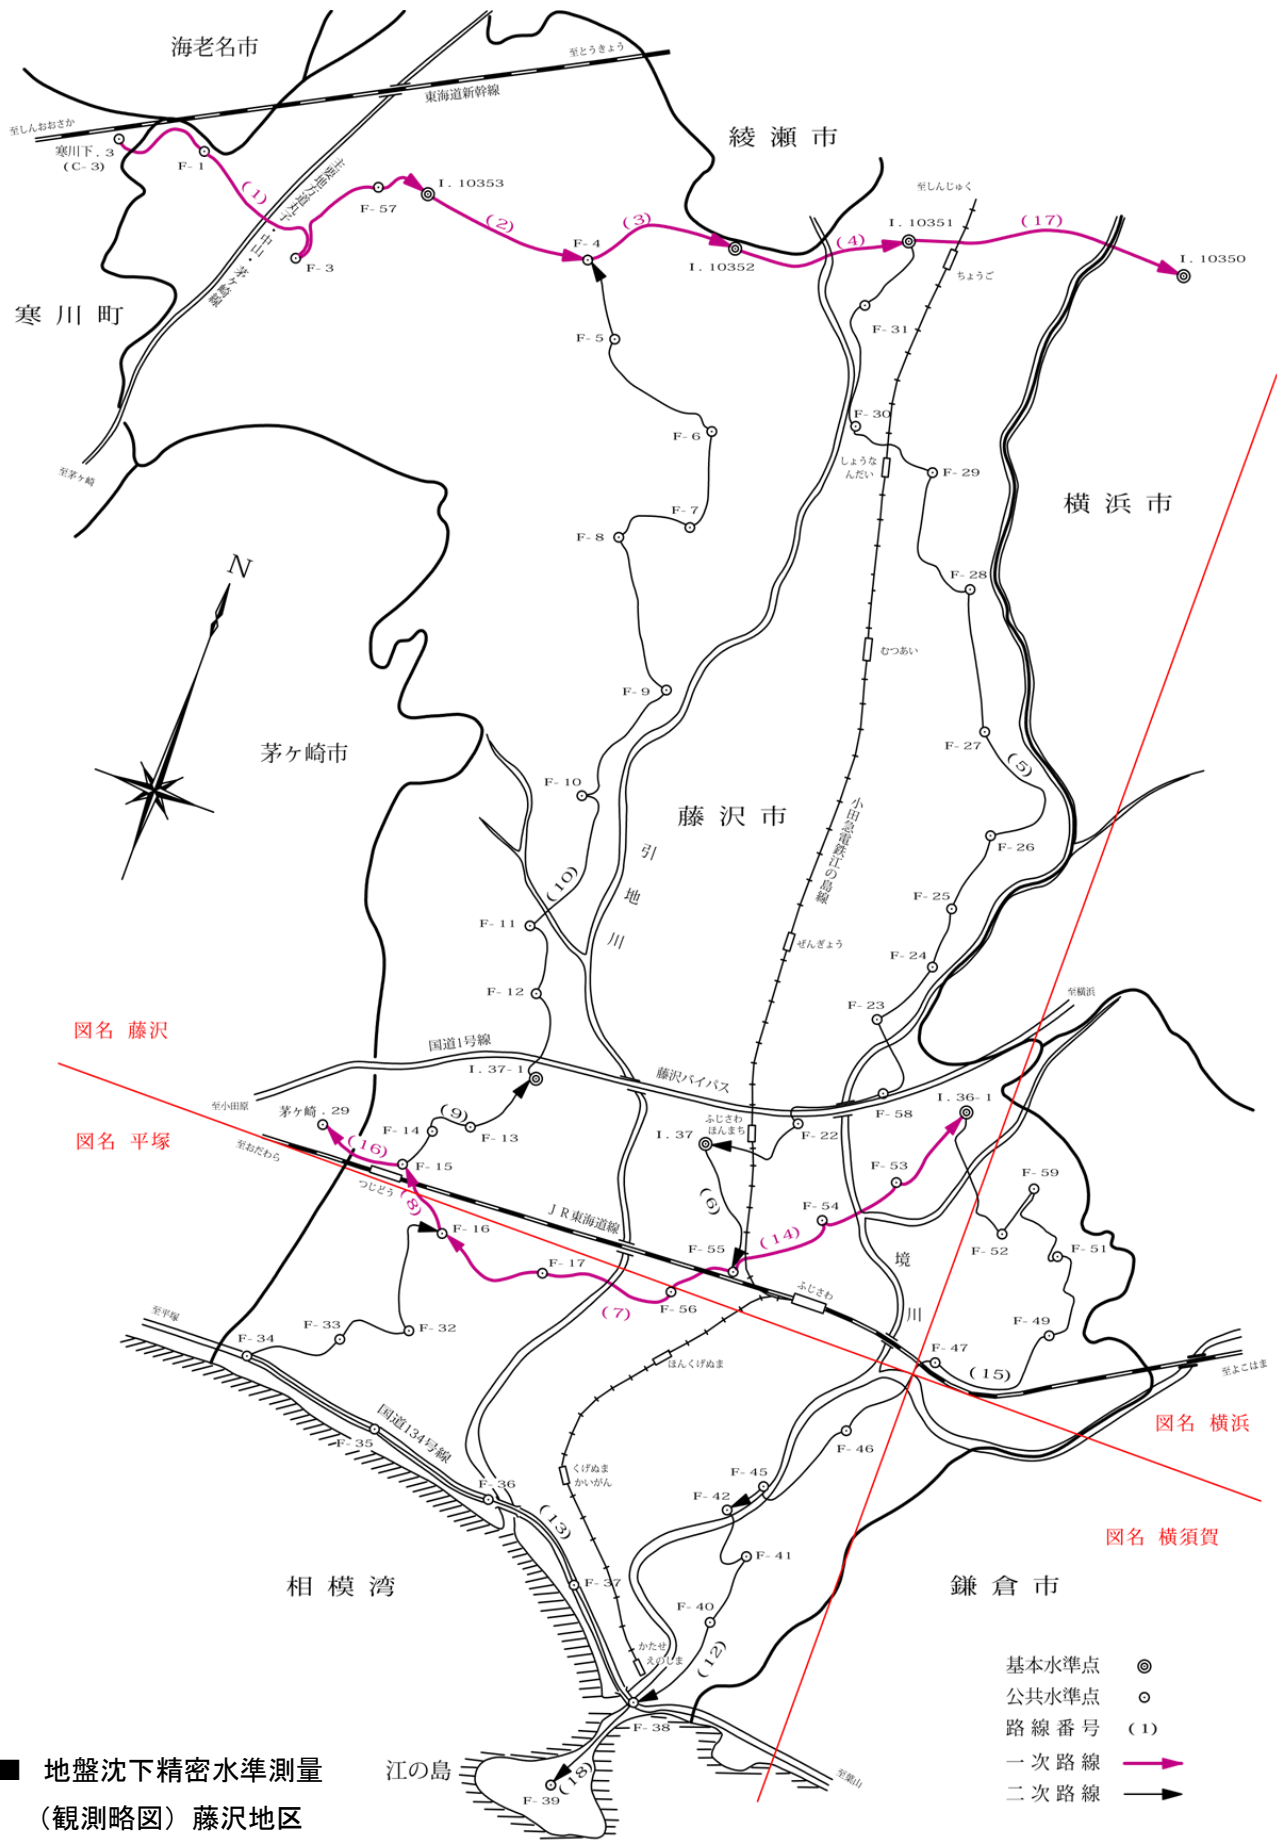 海老名市
至とうきょう
東海道新幹線
至しんおおさか
寒川下. 3
(C- 3)
F- 1
綾瀬市
主要地方道丸子・中山・茅ヶ崎線
(1)
F- 57
I. 10353
至しんじゅく
(2)
(3)
F- 4
I. 10352
(4)
I. 10351
(17)
I. 10350
F- 3
ちょうご
寒川町
F- 31
F- 5
F- 30
F- 6
至茅ヶ崎
しょうな
んだい
F- 29
横浜市
F- 7
F- 8
N
F- 28
むつあい
F- 9
F- 27
(5)
茅ケ崎市
F- 10
藤沢市
小田急電鉄江の島線
F- 26
引地川
(10)
F- 25
F- 11
ぜんぎょう
F- 24
F- 12
至横浜
F- 23
図名 藤沢
国道1号線
I. 37- 1
藤沢バイパス
至小田原
茅ヶ崎 . 29
F- 58
I. 36- 1
図名 平塚
F- 14
(9)
F- 13
ふじさわ
ほんまち
F- 22
I. 37
至おだわら
(16)
F- 15
つじどう
F- 53
F- 59
(8)
(6)
F- 54
JR東海道線
F- 16
(14)
F- 52
F- 55
境川
F- 51
F- 17
ふじさわ
F- 56
(7)
至平塚
F- 33
F- 32
F- 34
F- 49
F- 47
ほんくげぬま
(15)
至よこはま
国道134号線
図名 横浜
F- 35
F- 46
くげぬま
かいがん
F- 45
F- 36
F- 42
(13)
図名 横須賀
F- 41
相模湾
F- 37
鎌倉市
F- 40
かたせ
えのしま
(12)
基本水準点
公共水準点
F- 38
路線番号 (1)
一次路線
江の島
(18)
至葉山
二次路線
F- 39
■ 地盤沈下精密水準測量
(観測略図) 藤沢地区